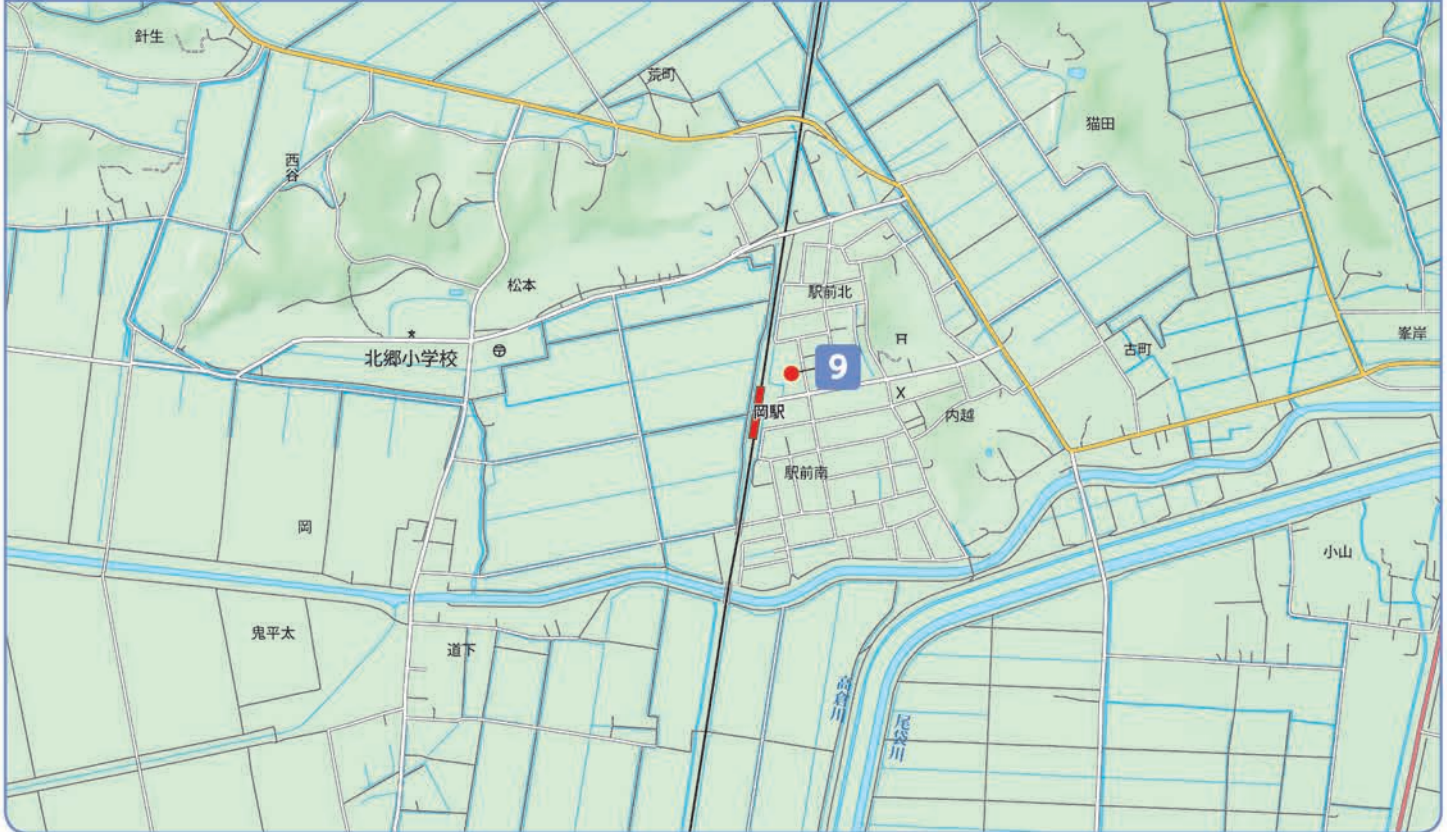 針生
荒町
猫田
西谷
松本
駅前北
北郷小学校
9
古町
峯岸
岡駅
内越
駅前南
岡
小山
鬼平太
道下
高倉川
尾袋川